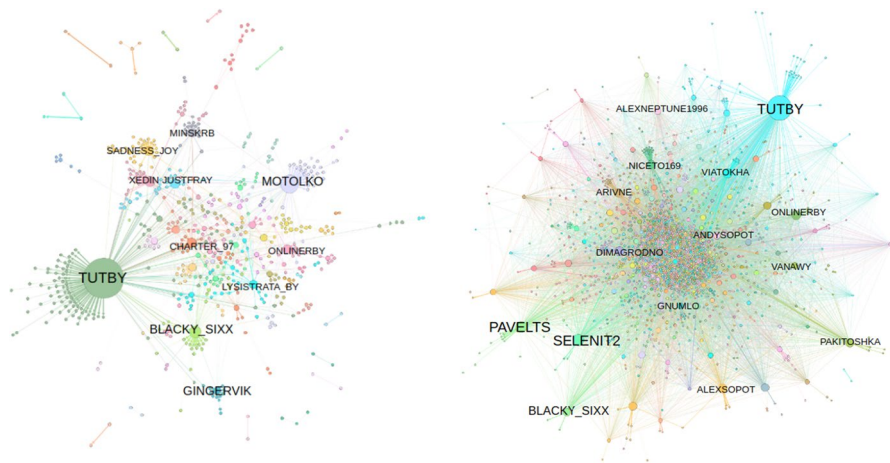 MINSKRB
SADNESS_JOY
XEDIN JUSTFRAY
MOTOLKO
CHARTER_97
ONLINERBY
TUTBY
LYSISTRATA_BY
BLACKY_SIXX
GINGERVIK
ALEXNEPTUNE1996
TUTBY
NICETO169
VIATOKHA
ARIVNE
ONLINERBY
ANDYSOPOT
DIMAGRODNO
VANAWY
GNUMLO
PAVELTS
SELENIT2
PAKITOSHKA
ALEXSOPOT
BLACKY_SIXX